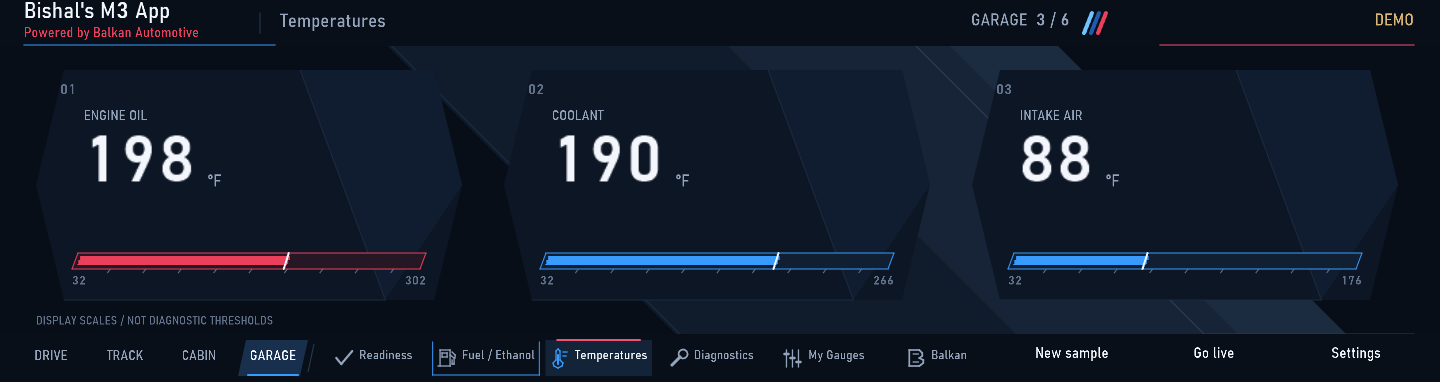 Bishal's M3 App
Powered by Balkan Automotive
Temperatures
GARAGE 3 / 6
DEMO
01
ENGINE OIL
198 °F
32 302
02
COOLANT
190 °F
32 266
03
INTAKE AIR
88 °F
32 176
DISPLAY SCALES / NOT DIAGNOSTIC THRESHOLDS
DRIVE TRACK CABIN GARAGE Readiness Fuel / Ethanol Temperatures Diagnostics My Gauges Balkan New sample Go live Settings